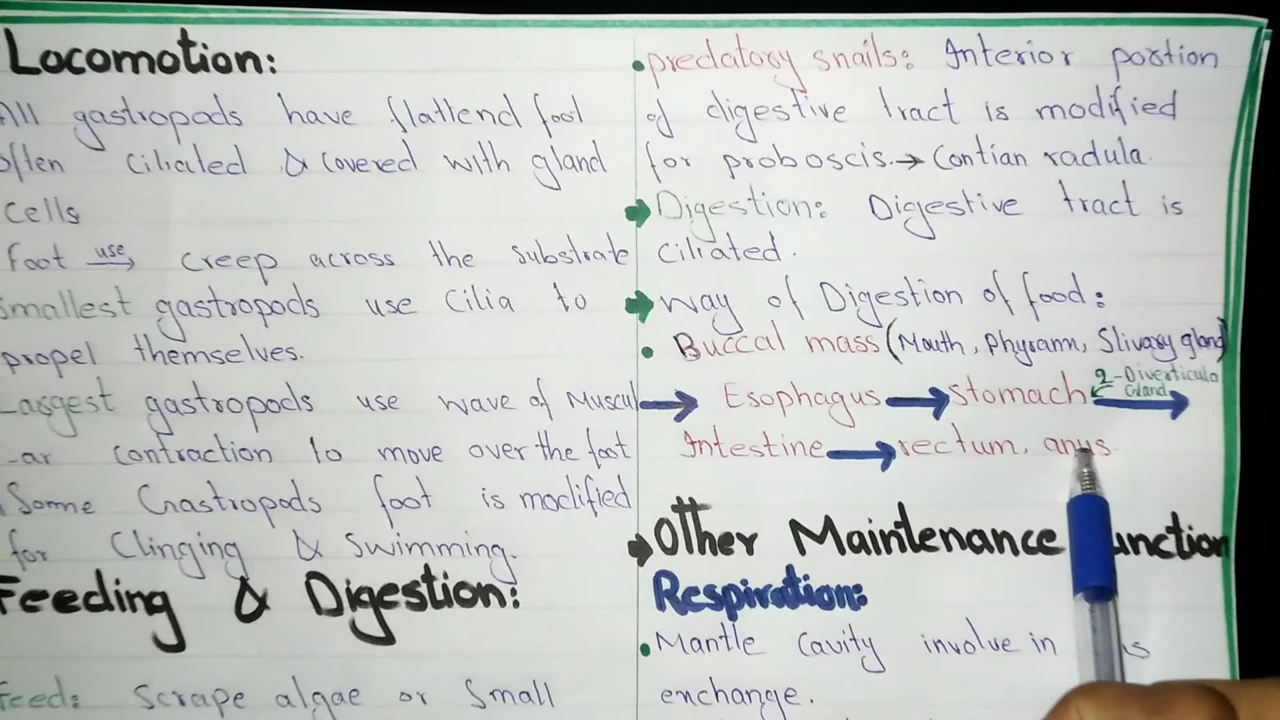 Locomotion:
All gastropods have flattend foot
often ciliated & covered with gland
cells
foot use→ creep across the substrate
Smallest gastropods use Cilia to
propel themselves.
Largest gastropods use wave of Muscul
-ar contraction to move over the foot
Some Gastropods foot is modified
for Clinging & Swimming.
Feeding & Digestion:
Feed: Scrape algae or Small
• predatory snails: Interior portion
of digestive tract is modified
for proboscis → Contian radula.
→ Digestion: Digestive tract is
Ciliated.
→ way of Digestion of food:
• Buccal mass (Mouth, Phyrann, Slivary gland)
→ Esophagus → stomach 2-Diverticula Gland →
Intestine → rectum, anus.
→ Other Maintenance unction
Respiration:
• Mantle Cavity involve in s
exchange.